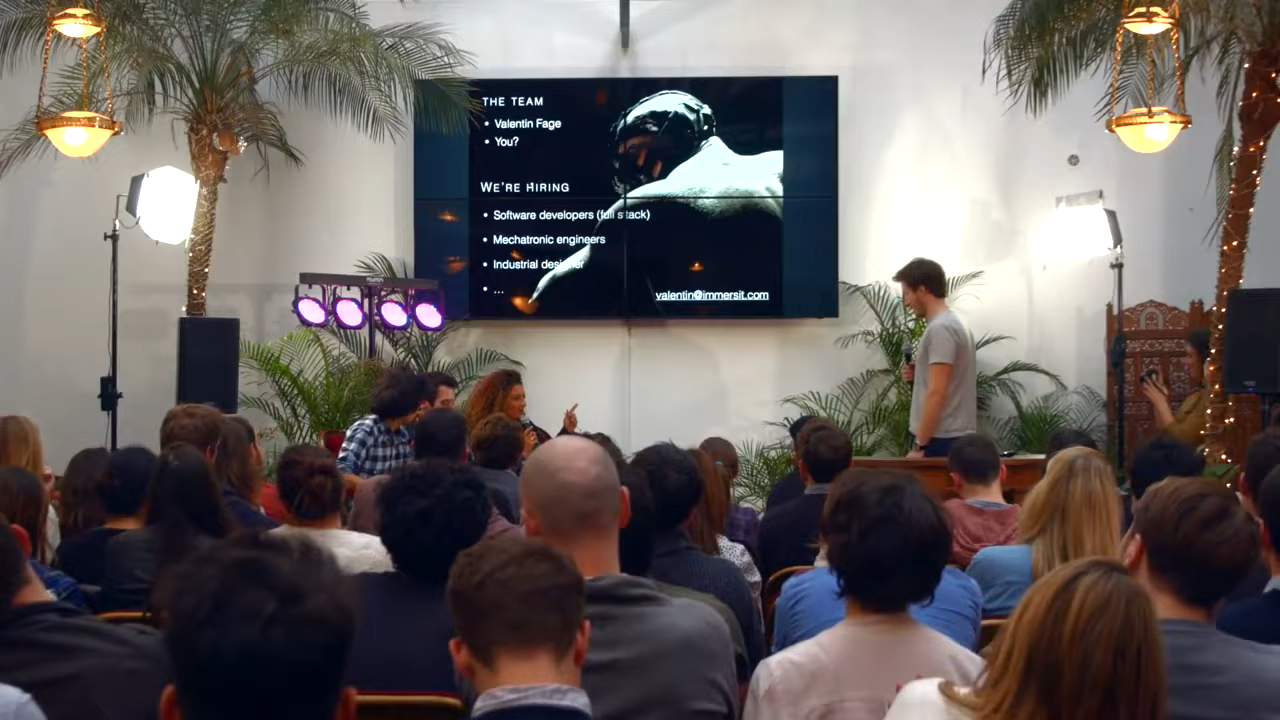 THE TEAM
• Valentin Fage
• You?
WE'RE HIRING
• Software developers (full stack)
• Mechatronic engineers
• Industrial designer
• ...
valentin@immersit.com